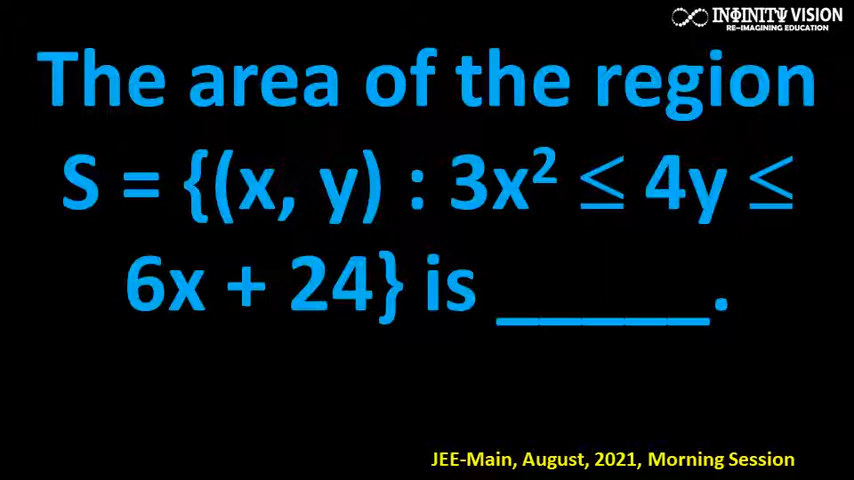 INΦINITΨ VISION
RE-IMAGINING EDUCATION
The area of the region
S = {(x, y) : 3x² ≤ 4y ≤
6x + 24} is ______.
JEE-Main, August, 2021, Morning Session